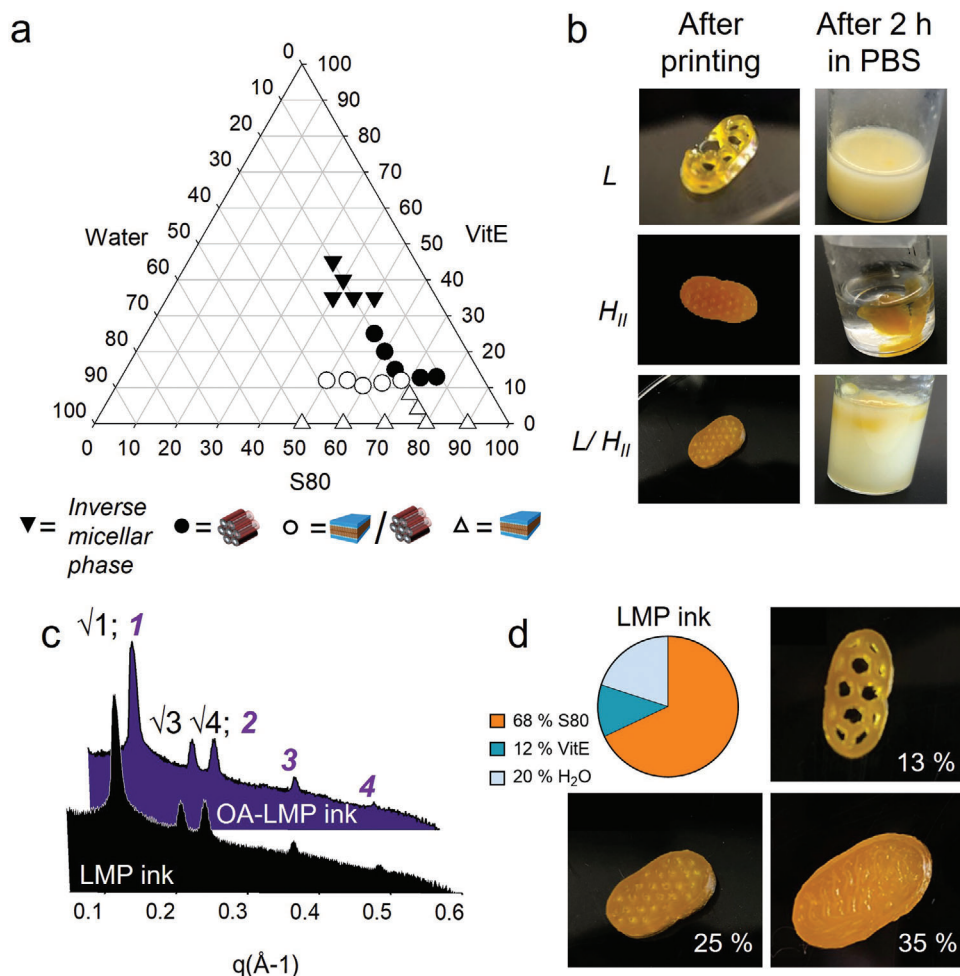 a
0
100
10
90
20
80
30
70
40
60
Water
50
50
VitE
60
40
70
30
80
20
90
10
100
0
0 10 20 30 40 50 60 70 80 90 100
S80
▼= Inverse micellar phase ●= ○= / △=
b
After printing
After 2 h in PBS
L
H_II
L/ H_II
c
√1; 1
√3 √4; 2
3
4
OA-LMP ink
LMP ink
0.1 0.2 0.3 0.4 0.5 0.6
q(Å-1)
d
LMP ink
68 % S80
12 % VitE
20 % H₂O
13 %
25 %
35 %